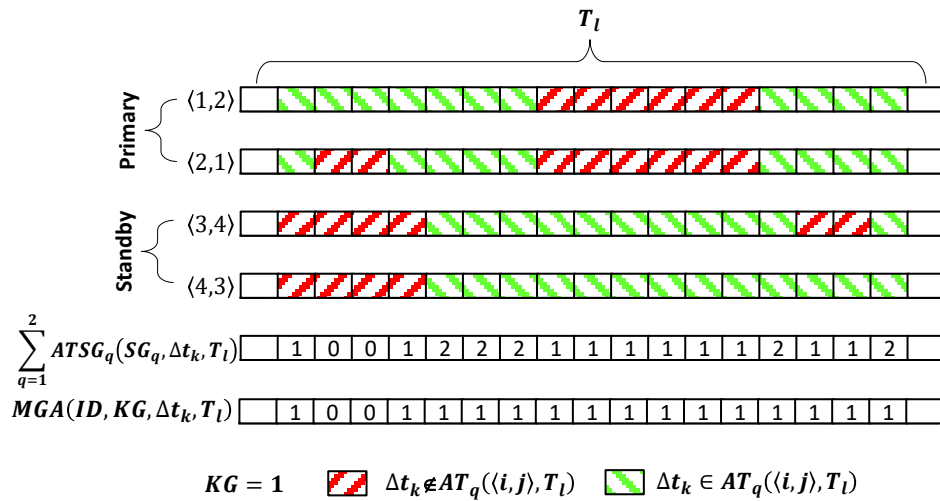 T_l
Primary
⟨1,2⟩
⟨2,1⟩
Standby
⟨3,4⟩
⟨4,3⟩
∑_{q=1}^{2} ATSG_q(SG_q, Δt_k, T_l) 1 0 0 1 2 2 2 1 1 1 1 1 1 2 1 1 2
MGA(ID, KG, Δt_k, T_l) 1 0 0 1 1 1 1 1 1 1 1 1 1 1 1 1 1
KG = 1 Δt_k ∉ AT_q(⟨i,j⟩, T_l) Δt_k ∈ AT_q(⟨i,j⟩, T_l)